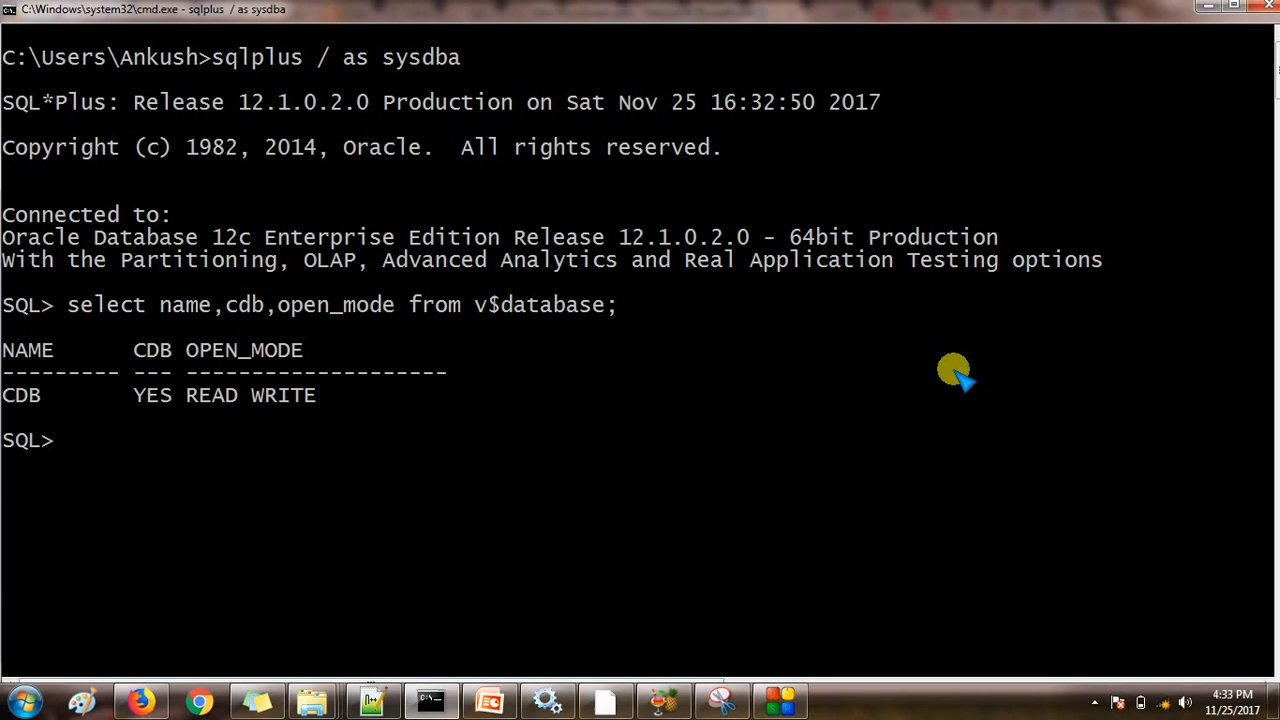 C:\Windows\system32\cmd.exe - sqlplus  / as sysdba
C:\Users\Ankush>sqlplus / as sysdba
SQL*Plus: Release 12.1.0.2.0 Production on Sat Nov 25 16:32:50 2017
Copyright (c) 1982, 2014, Oracle.  All rights reserved.
Connected to:
Oracle Database 12c Enterprise Edition Release 12.1.0.2.0 - 64bit Production
With the Partitioning, OLAP, Advanced Analytics and Real Application Testing options
SQL> select name,cdb,open_mode from v$database;
NAME      CDB OPEN_MODE
--------- --- --------------------
CDB       YES READ WRITE
SQL>
4:33 PM
11/25/2017